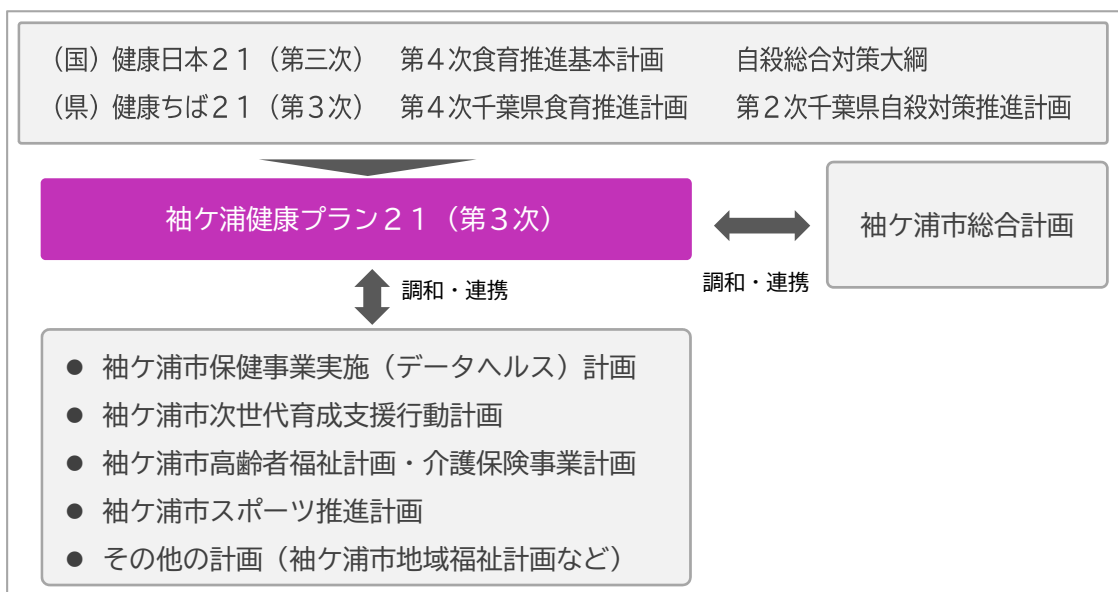 (国)健康日本21(第三次) 第4次食育推進基本計画 自殺総合対策大綱
(県)健康ちば21(第3次) 第4次千葉県食育推進計画 第2次千葉県自殺対策推進計画
袖ケ浦健康プラン21(第3次)
袖ケ浦市総合計画
調和・連携
調和・連携
● 袖ケ浦市保健事業実施(データヘルス)計画
● 袖ケ浦市次世代育成支援行動計画
● 袖ケ浦市高齢者福祉計画・介護保険事業計画
● 袖ケ浦市スポーツ推進計画
● その他の計画(袖ケ浦市地域福祉計画など)